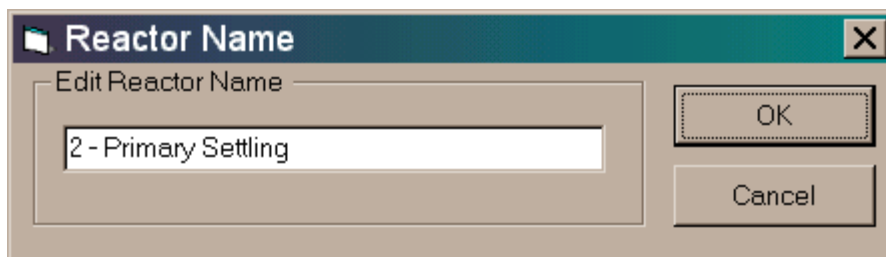 Reactor Name
Edit Reactor Name
2 - Primary Settling
OK
Cancel